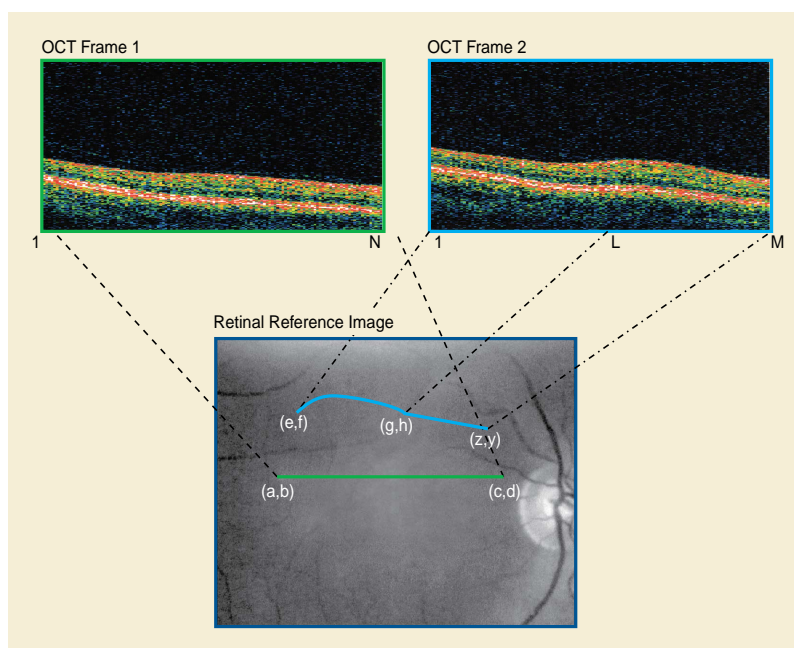 OCT Frame 1
OCT Frame 2
1
N
1
L
M
Retinal Reference Image
(e,f)
(g,h)
(z,y)
(a,b)
(c,d)